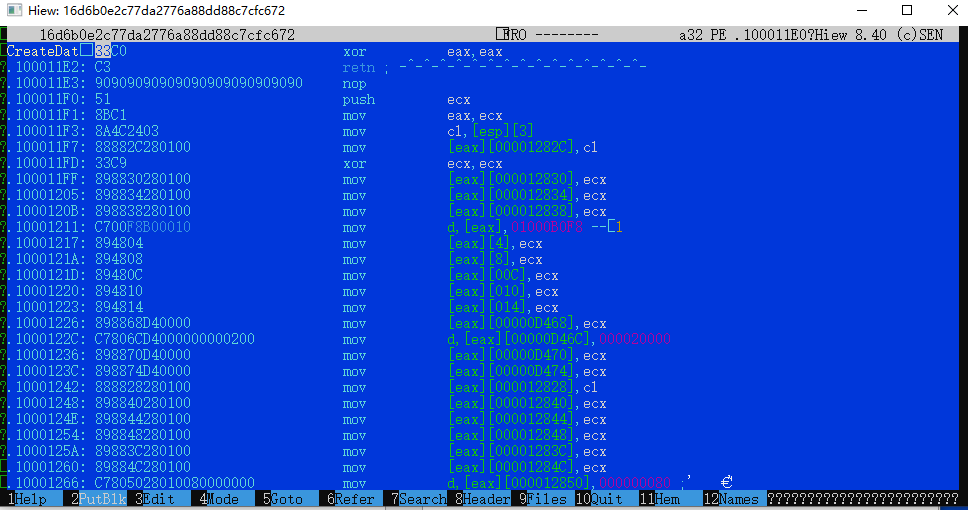 Hiew: 16d6b0e2c77da2776a88dd88c7cfc672
16d6b0e2c77da2776a88dd88c7cfc672 FRO -------- a32 PE .100011E0?Hiew 8.40 (c)SEN
CreateDat 33C0 xor eax,eax
?.100011E2: C3 retn ; -^-^-^-^-^-^-^-^-^-^-^-^-^-^-^-^-
?.100011E3: 90909090909090909090909090 nop
?.100011F0: 51 push ecx
?.100011F1: 8BC1 mov eax,ecx
?.100011F3: 8A4C2403 mov cl,[esp][3]
?.100011F7: 88882C280100 mov [eax][00001282C],cl
?.100011FD: 33C9 xor ecx,ecx
?.100011FF: 898830280100 mov [eax][000012830],ecx
?.10001205: 898834280100 mov [eax][000012834],ecx
?.1000120B: 898838280100 mov [eax][000012838],ecx
?.10001211: C700F8B00010 mov d,[eax],01000B0F8 --1
?.10001217: 894804 mov [eax][4],ecx
?.1000121A: 894808 mov [eax][8],ecx
?.1000121D: 89480C mov [eax][00C],ecx
?.10001220: 894810 mov [eax][010],ecx
?.10001223: 894814 mov [eax][014],ecx
?.10001226: 898868D40000 mov [eax][00000D468],ecx
?.1000122C: C7806CD4000000000200 mov d,[eax][00000D46C],000020000
?.10001236: 898870D40000 mov [eax][00000D470],ecx
?.1000123C: 898874D40000 mov [eax][00000D474],ecx
?.10001242: 888828280100 mov [eax][000012828],cl
?.10001248: 898840280100 mov [eax][000012840],ecx
?.1000124E: 898844280100 mov [eax][000012844],ecx
?.10001254: 898848280100 mov [eax][000012848],ecx
?.1000125A: 89883C280100 mov [eax][00001283C],ecx
?.10001260: 89884C280100 mov [eax][00001284C],ecx
?.10001266: C7805028010080000000 mov d,[eax][000012850],000000080 ;' €
1Help 2PutBlk 3Edit 4Mode 5Goto 6Refer 7Search 8Header 9Files 10Quit 11Hem 12Names ????????????????????????